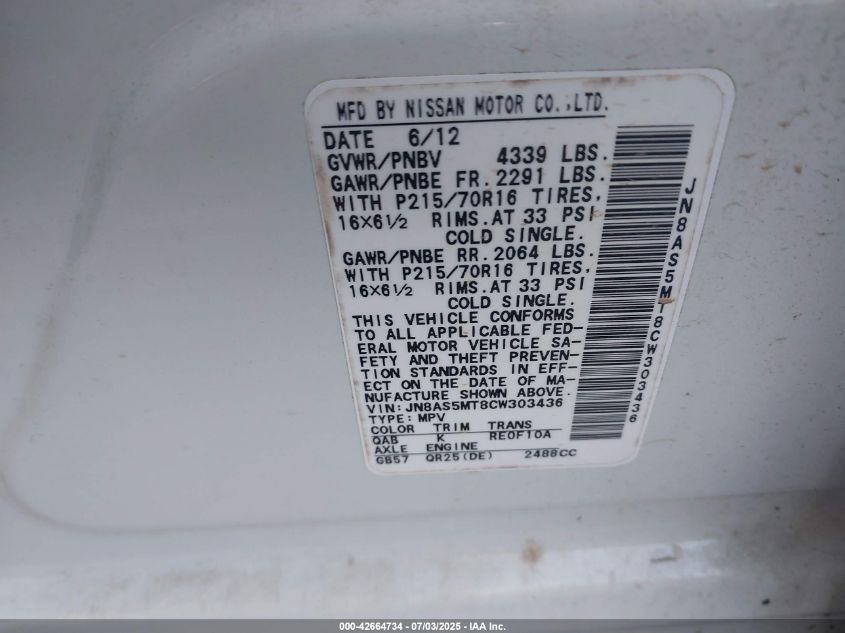 MFD BY NISSAN MOTOR CO.,LTD.
DATE 6/12
GVWR/PNBV 4339 LBS.
GAWR/PNBE FR. 2291 LBS.
WITH P215/70R16 TIRES,
16X6½ RIMS.AT 33 PSI
COLD SINGLE.
GAWR/PNBE RR. 2064 LBS.
WITH P215/70R16 TIRES,
16X6½ RIMS.AT 33 PSI
COLD SINGLE.
THIS VEHICLE CONFORMS
TO ALL APPLICABLE FED-
ERAL MOTOR VEHICLE SA-
FETY AND THEFT PREVEN-
TION STANDARDS IN EFF-
ECT ON THE DATE OF MA-
NUFACTURE SHOWN ABOVE.
VIN:JN8AS5MT8CW303436
TYPE: MPV
COLOR TRIM TRANS
QAB K RE0F10A
AXLE ENGINE
GB57 QR25(DE) 2488CC
JN8AS5MT8CW303436
000-42664734 - 07/03/2025 - IAA Inc.